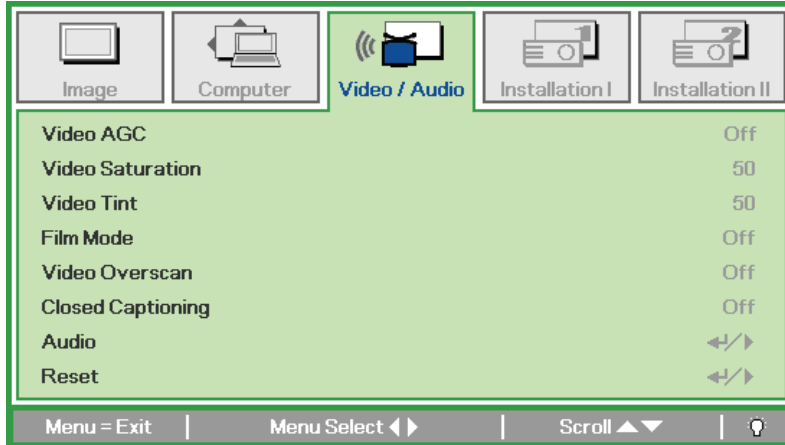 Image
Computer
Video / Audio
Installation I
2
Installation II
Video AGC Off
Video Saturation 50
Video Tint 50
Film Mode Off
Video Overscan Off
Closed Captioning Off
Audio
Reset
Menu = Exit Menu Select Scroll